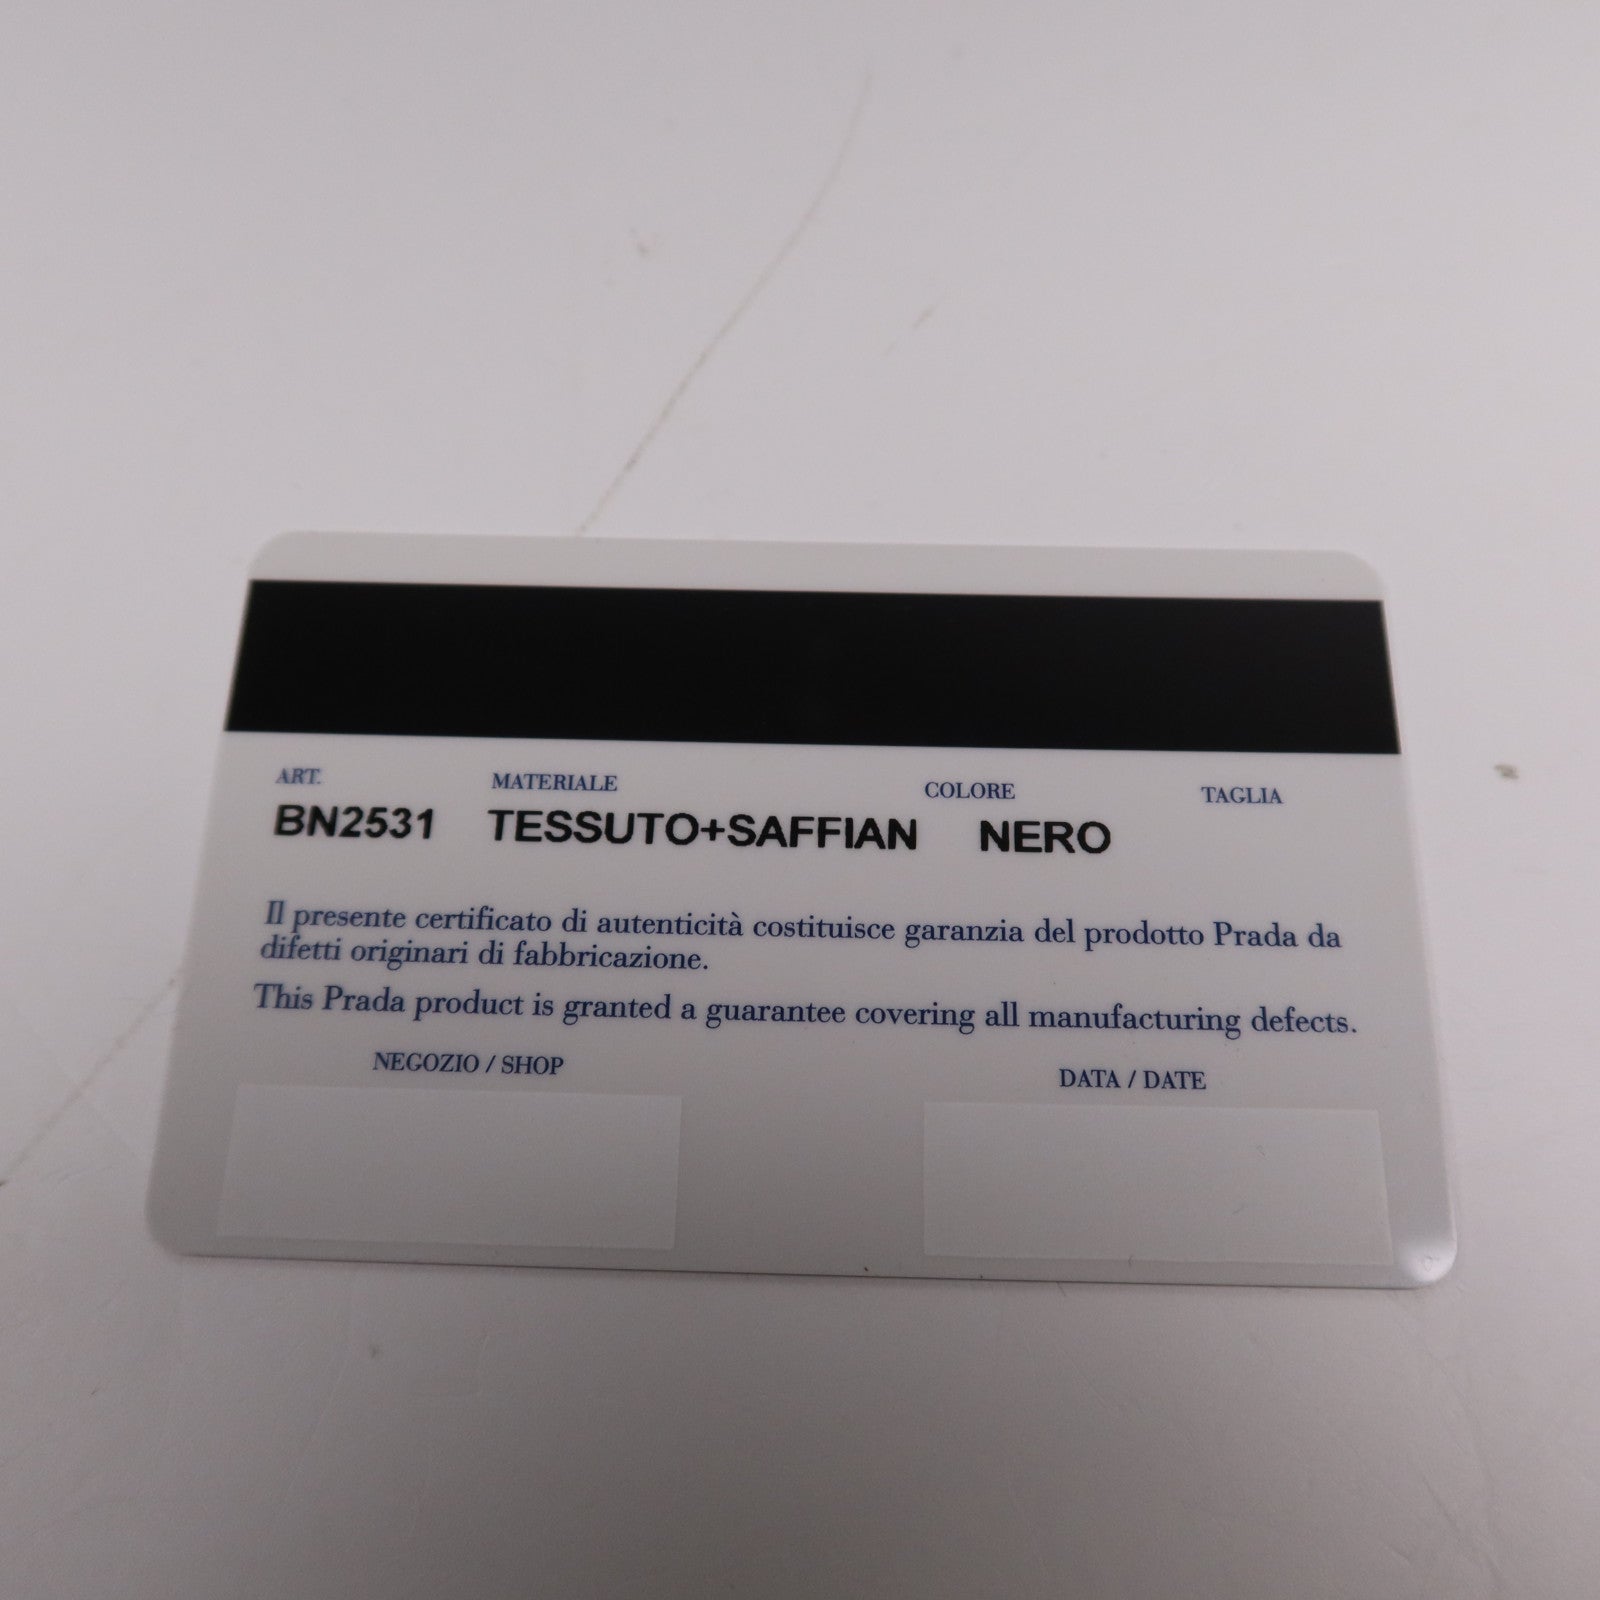 ART. MATERIALE COLORE TAGLIA
BN2531 TESSUTO+SAFFIAN NERO
Il presente certificato di autenticità costituisce garanzia del prodotto Prada da
difetti originari di fabbricazione.
This Prada product is granted a guarantee covering all manufacturing defects.
NEGOZIO / SHOP DATA / DATE